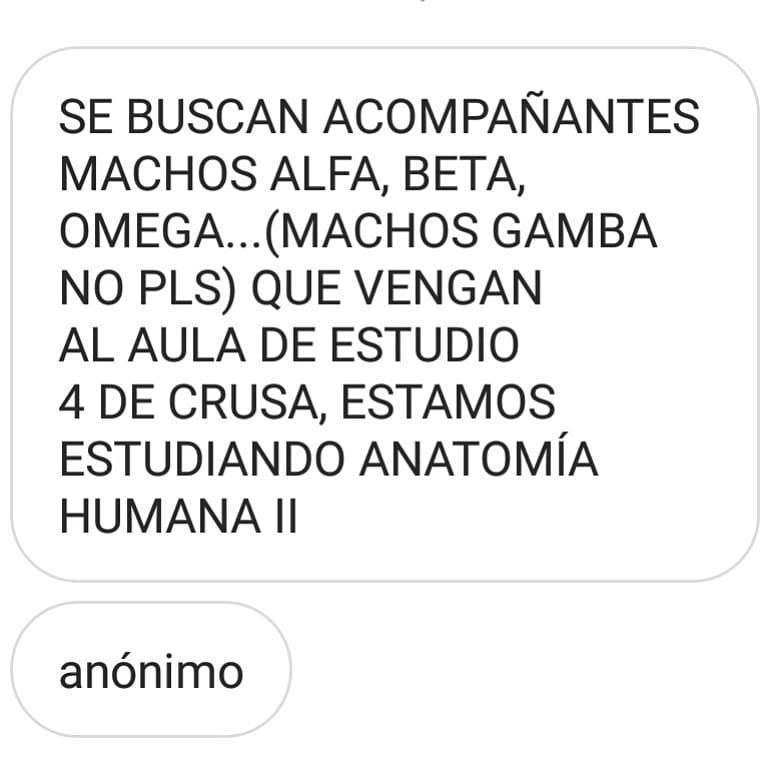 SE BUSCAN ACOMPAÑANTES
MACHOS ALFA, BETA,
OMEGA...(MACHOS GAMBA
NO PLS) QUE VENGAN
AL AULA DE ESTUDIO
4 DE CRUSA, ESTAMOS
ESTUDIANDO ANATOMÍA
HUMANA II
anónimo